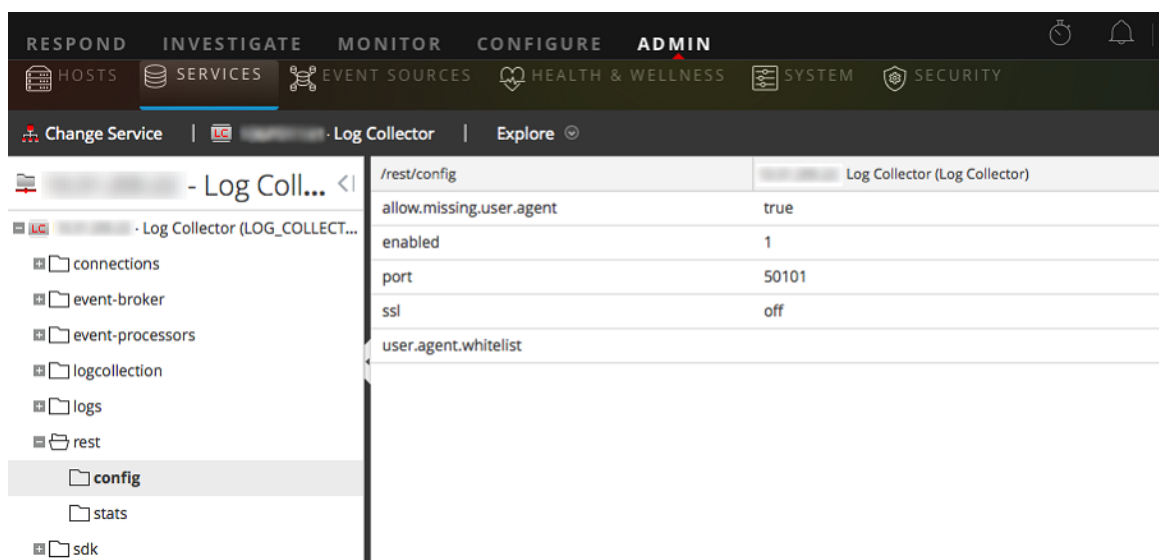 RESPOND INVESTIGATE MONITOR CONFIGURE ADMIN
HOSTS SERVICES EVENT SOURCES HEALTH & WELLNESS SYSTEM SECURITY
Change Service | LC · Log Collector | Explore
- Log Coll...
/rest/config Log Collector (Log Collector)
LC · Log Collector (LOG_COLLECT...
allow.missing.user.agent true
enabled 1
connections
port 50101
event-broker
ssl off
event-processors
user.agent.whitelist
logcollection
logs
rest
config
stats
sdk